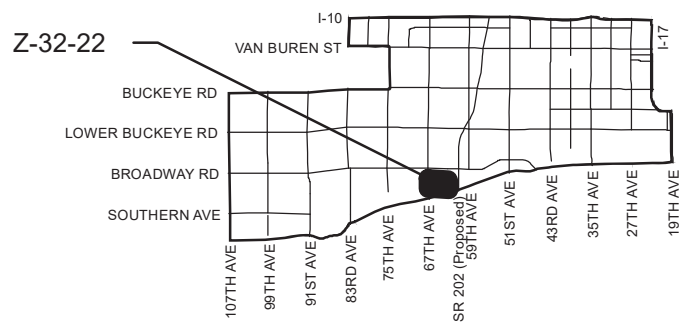 I-10
Z-32-22
VAN BUREN ST
I-17
BUCKEYE RD
LOWER BUCKEYE RD
BROADWAY RD
SOUTHERN AVE
107TH AVE
99TH AVE
91ST AVE
83RD AVE
75TH AVE
67TH AVE
SR 202 (Proposed)
59TH AVE
51ST AVE
43RD AVE
35TH AVE
27TH AVE
19TH AVE